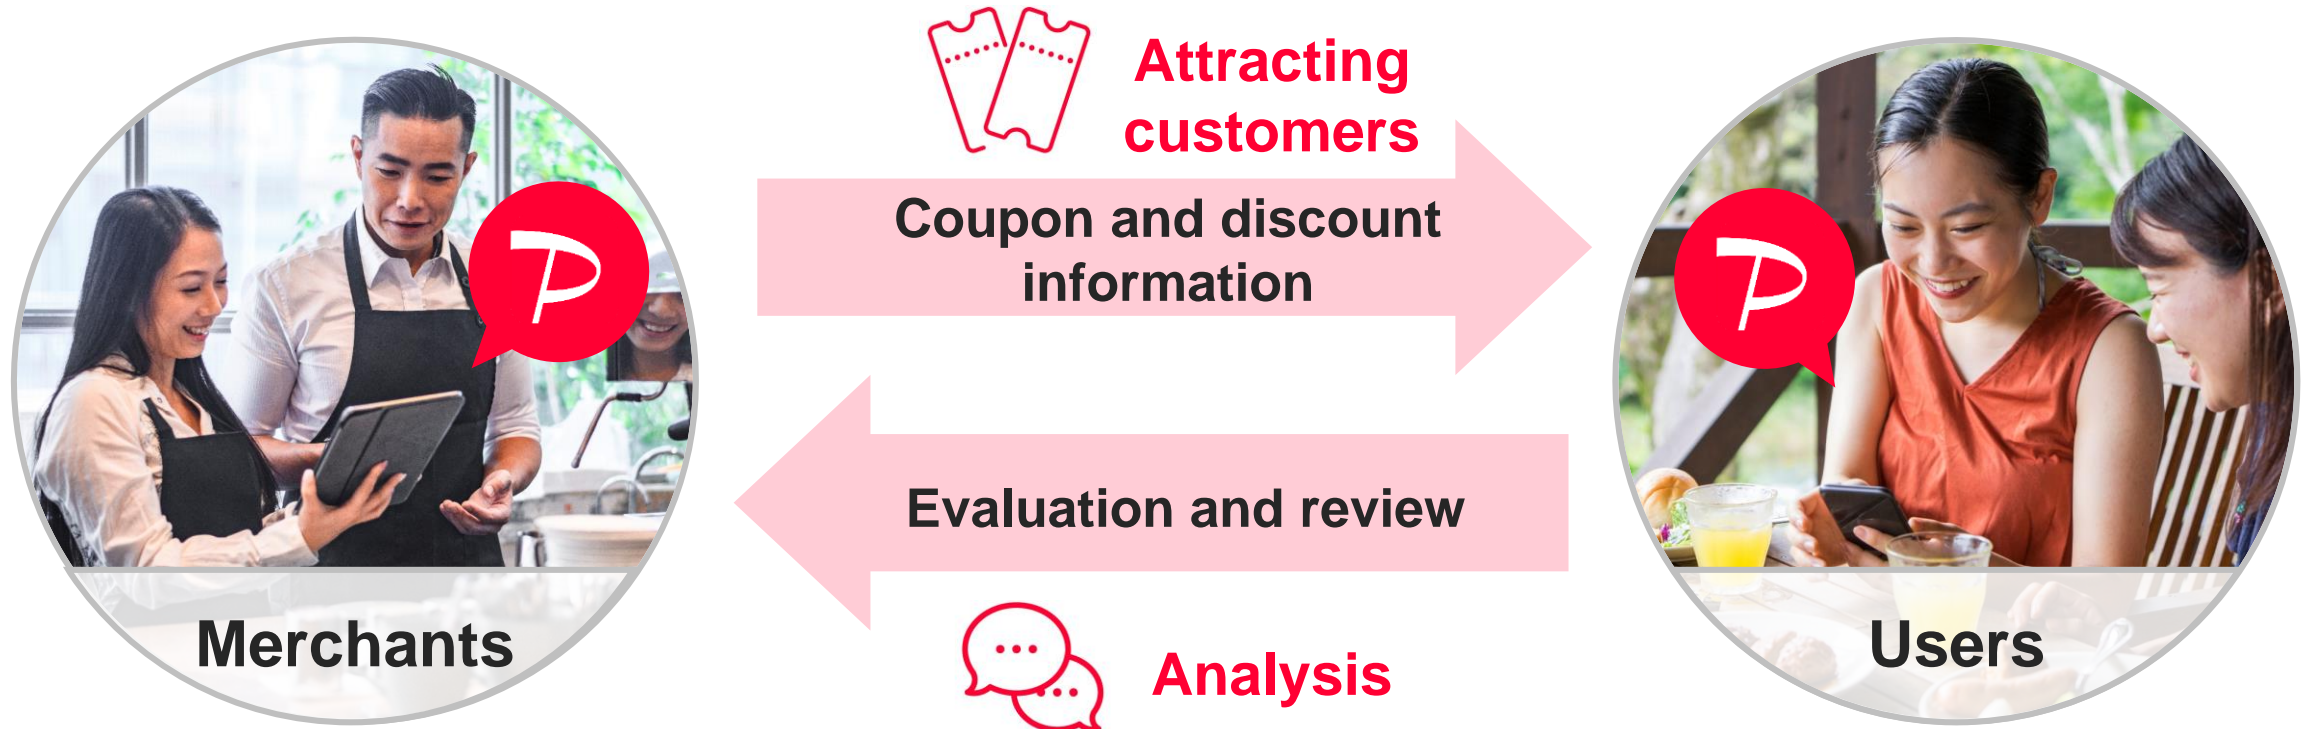 Attracting
customers
Coupon and discount
information
Evaluation and review
Analysis
Merchants
Users